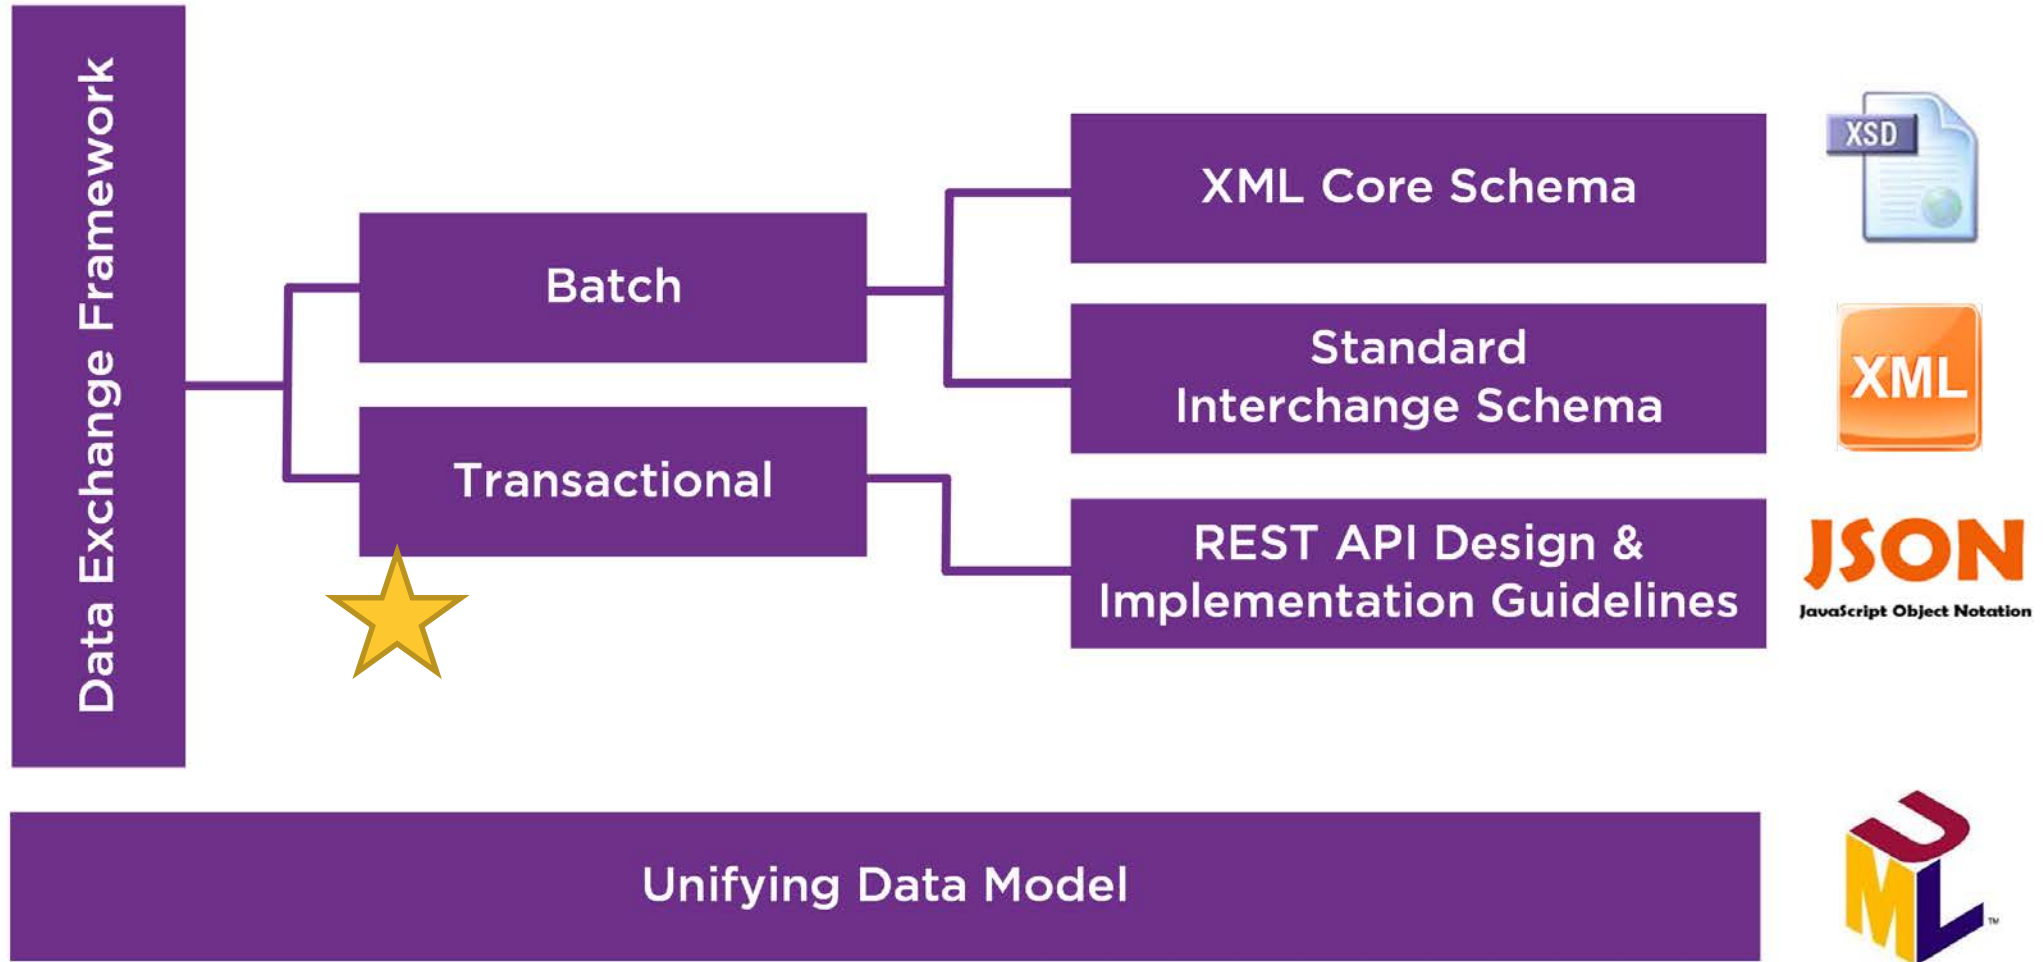 Data Exchange Framework
Batch
Transactional
XML Core Schema
Standard
Interchange Schema
REST API Design &
Implementation Guidelines
XSD
XML
JSON
JavaScript Object Notation
Unifying Data Model
UML
TM